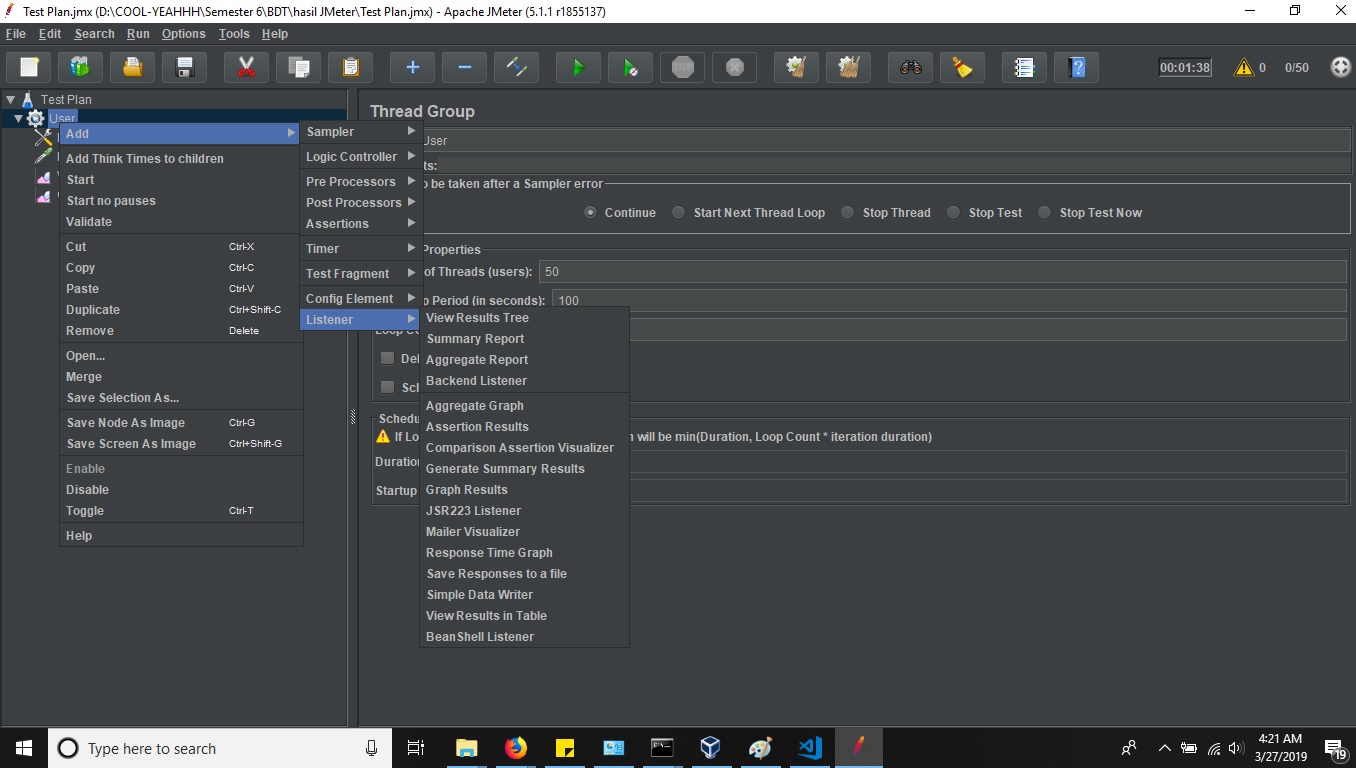 Test Plan.jmx (D:\COOL-YEAHHH\Semester 6\BDT\hasil JMeter\Test Plan.jmx) - Apache JMeter (5.1.1 r1855137)
File Edit Search Run Options Tools Help
00:01:38 0 0/50
Test Plan
User
Thread Group
User
ts:
o be taken after a Sampler error
Continue Start Next Thread Loop Stop Thread Stop Test Stop Test Now
Properties
of Threads (users): 50
p Period (in seconds): 100
Loop Co
Del
Sch
Schedu
If Lo n will be min(Duration, Loop Count * iteration duration)
Duration
Startup
Add
Add Think Times to children
Start
Start no pauses
Validate
Cut Ctrl-X
Copy Ctrl-C
Paste Ctrl-V
Duplicate Ctrl+Shift-C
Remove Delete
Open...
Merge
Save Selection As...
Save Node As Image Ctrl-G
Save Screen As Image Ctrl+Shift-G
Enable
Disable
Toggle Ctrl-T
Help
Sampler
Logic Controller
Pre Processors
Post Processors
Assertions
Timer
Test Fragment
Config Element
Listener
View Results Tree
Summary Report
Aggregate Report
Backend Listener
Aggregate Graph
Assertion Results
Comparison Assertion Visualizer
Generate Summary Results
Graph Results
JSR223 Listener
Mailer Visualizer
Response Time Graph
Save Responses to a file
Simple Data Writer
View Results in Table
BeanShell Listener
Type here to search
4:21 AM
3/27/2019
19